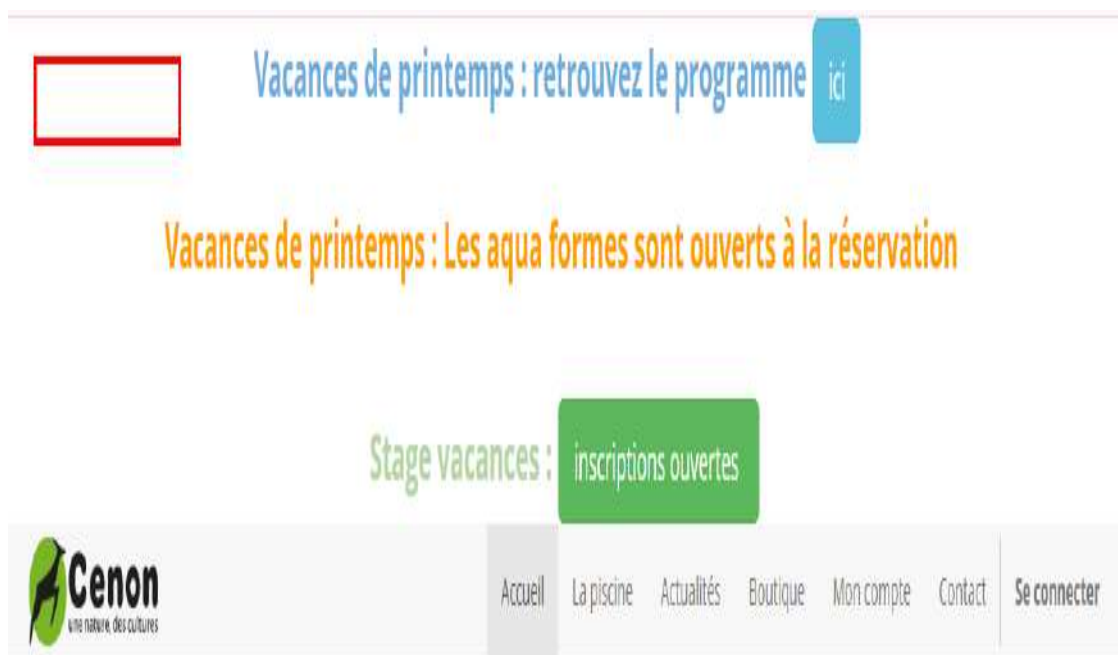 Vacances de printemps : retrouvez le programme ici
Vacances de printemps : Les aqua formes sont ouverts à la réservation
Stage vacances : inscriptions ouvertes
Cenon
une nature, des cultures
Accueil La piscine Actualités Boutique Mon compte Contact Se connecter